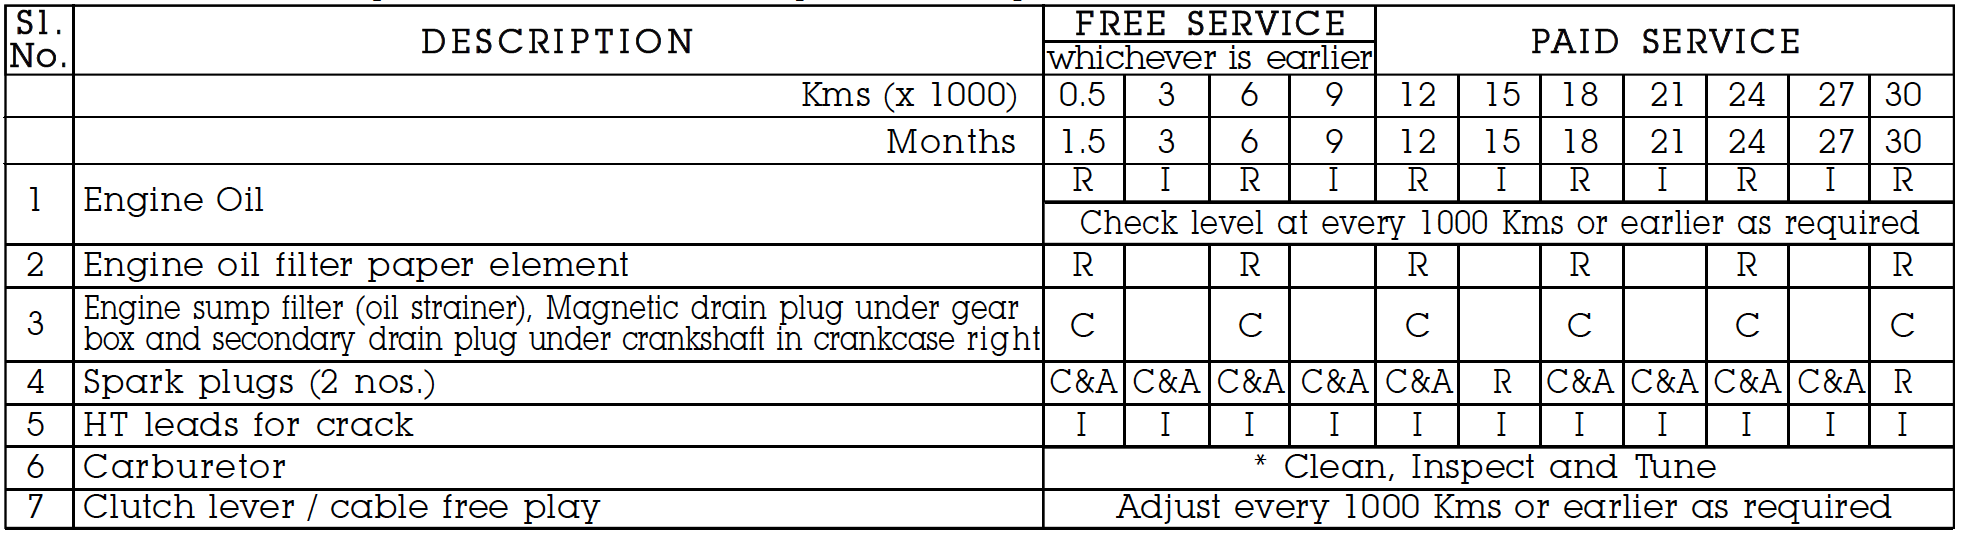 Sl. No. DESCRIPTION FREE SERVICE whichever is earlier PAID SERVICE
Kms (x 1000) 0.5 3 6 9 12 15 18 21 24 27 30
Months 1.5 3 6 9 12 15 18 21 24 27 30
1 Engine Oil R I R I R I R I R I R
Check level at every 1000 Kms or earlier as required
2 Engine oil filter paper element R R R R R R
3 Engine sump filter (oil strainer), Magnetic drain plug under gear
box and secondary drain plug under crankshaft in crankcase right C C C C C C
4 Spark plugs (2 nos.) C&A C&A C&A C&A C&A R C&A C&A C&A C&A R
5 HT leads for crack I I I I I I I I I I I
6 Carburetor * Clean, Inspect and Tune
7 Clutch lever / cable free play Adjust every 1000 Kms or earlier as required